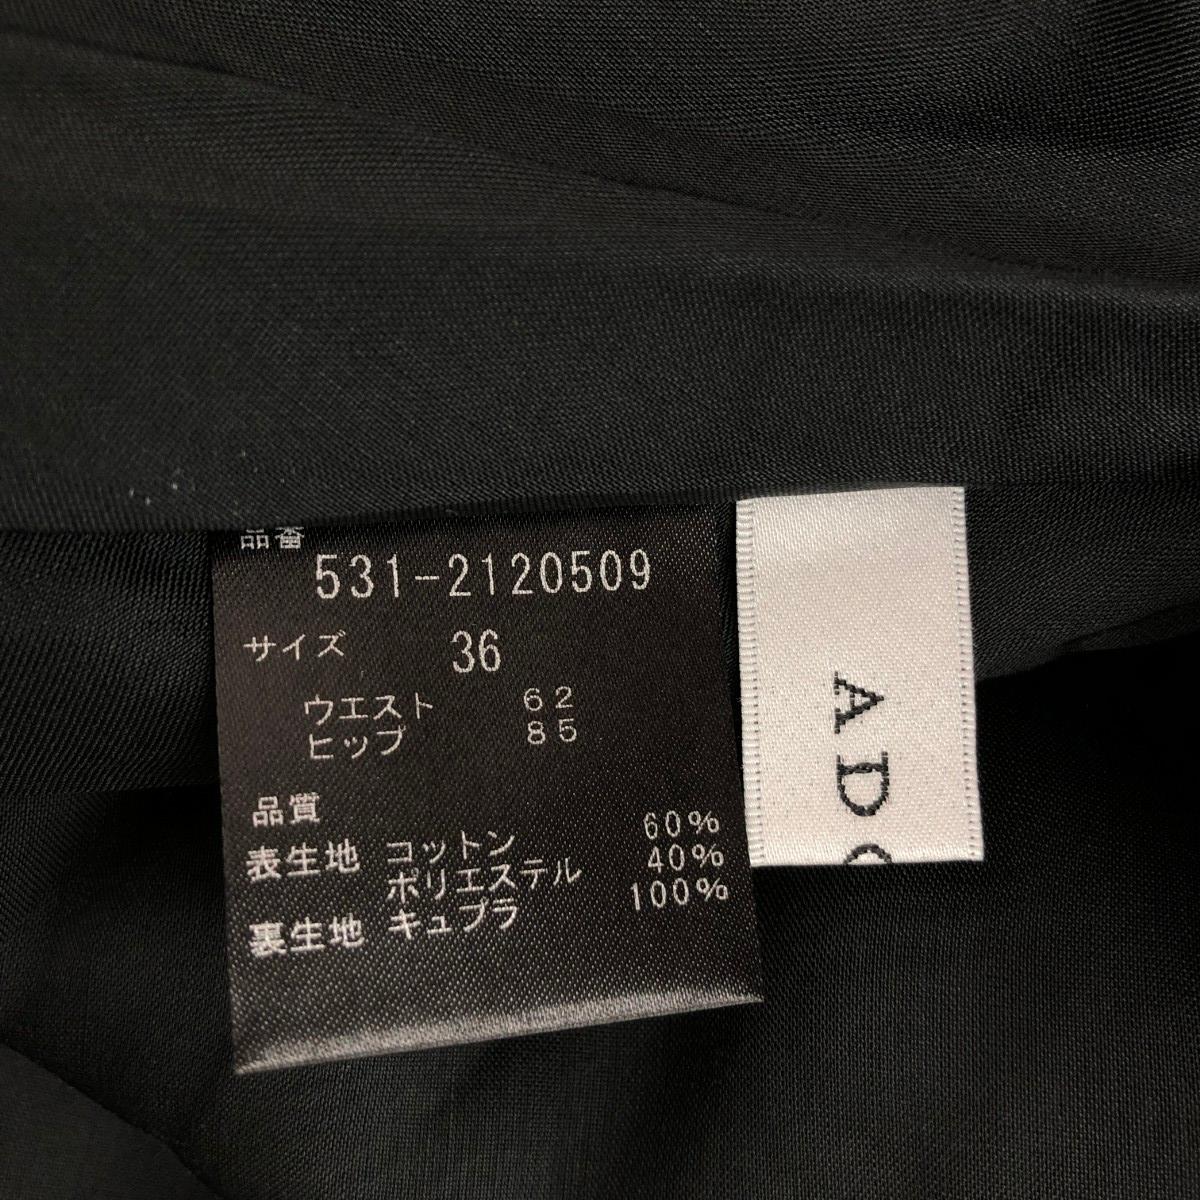 品番
531-2120509
サイズ 36
ウエスト 62
ヒップ 85
品質
表生地 コットン 60%
ポリエステル 40%
裏生地 キュプラ 100%
AD